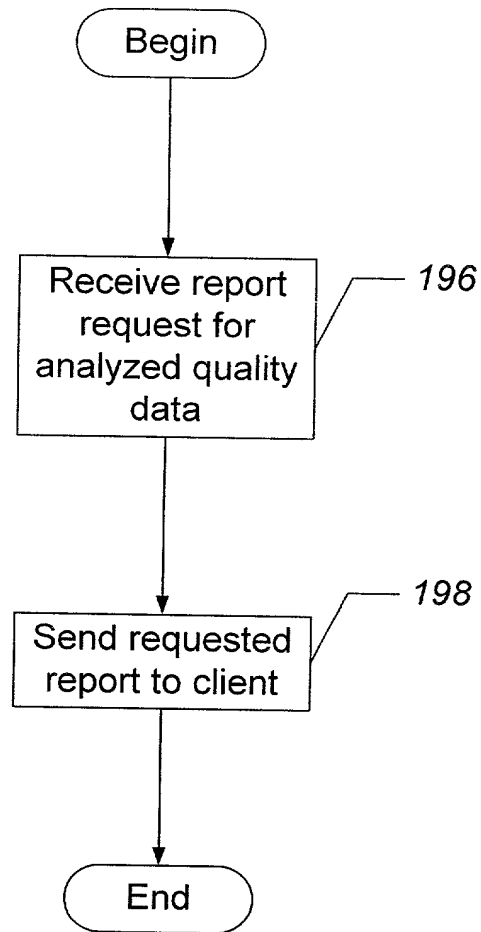 Begin
Receive report
request for
analyzed quality
data
196
Send requested
report to client
198
End